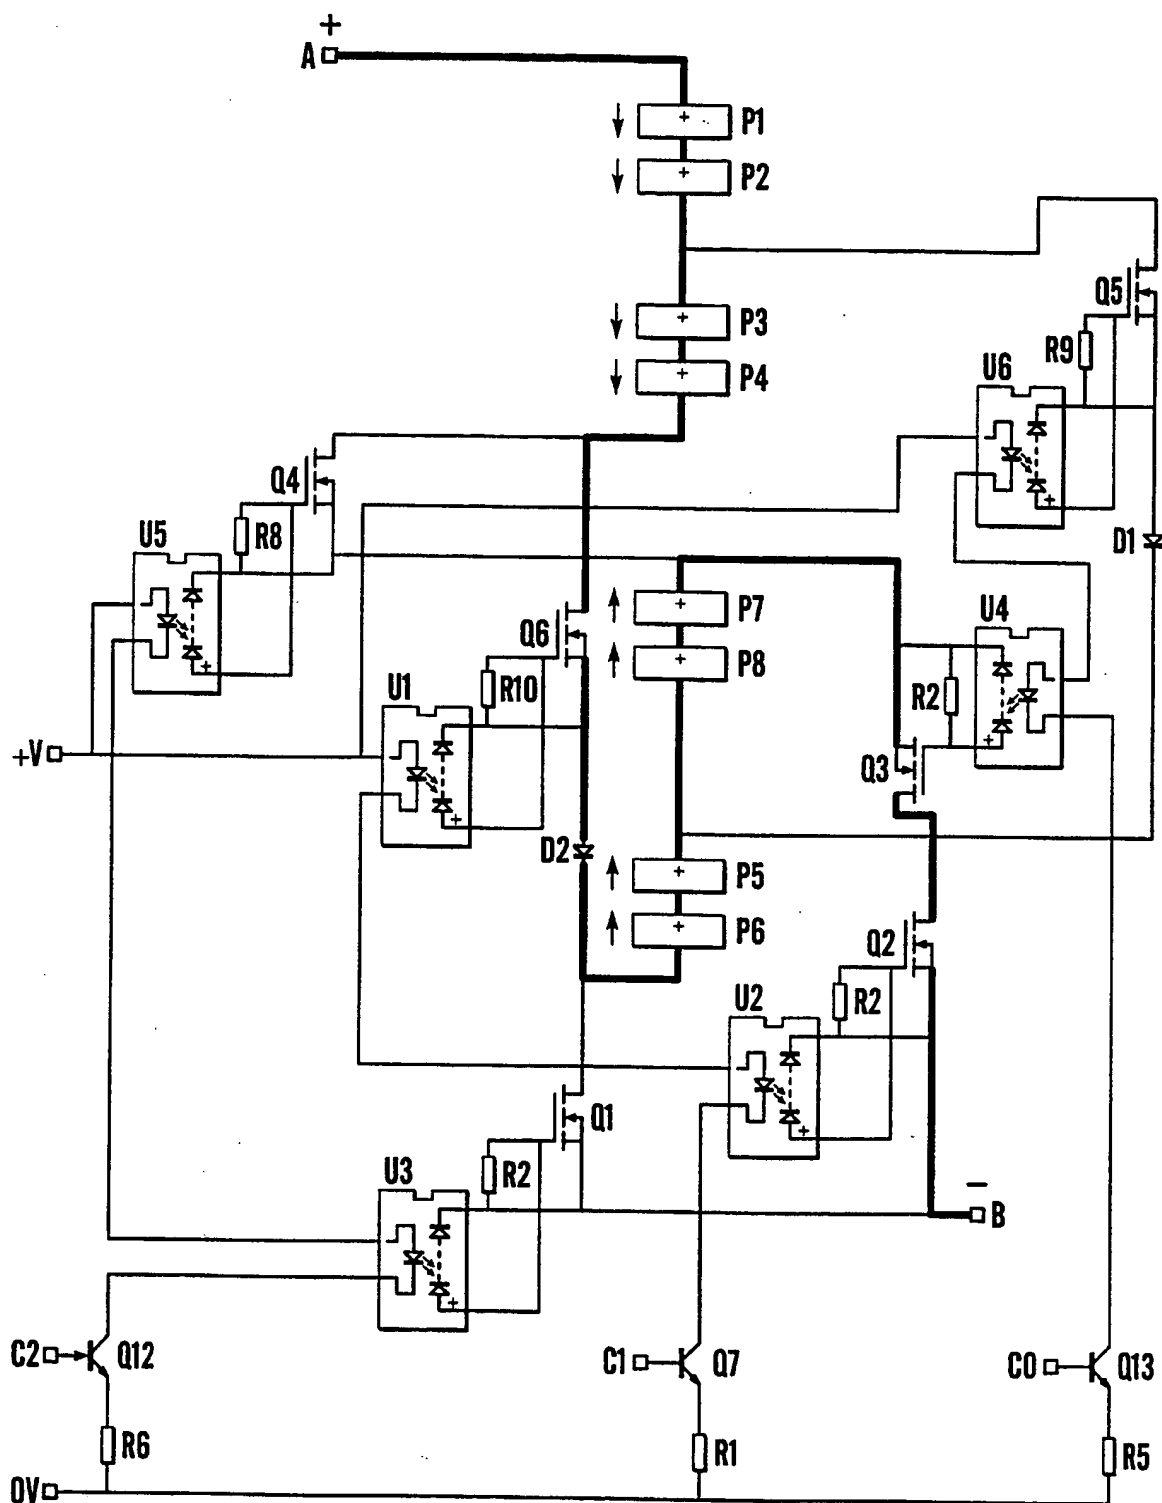 +
A
+
P1
+
P2
Q5
+
P3
R9
U6
+
P4
Q4
+
R8
U5
D1
+
P7
U4
Q6
+
P8
+
R10
U1
R2
+
+V
Q3
+
D2
+
P5
+
P6
Q2
R2
U2
Q1
+
R2
U3
−
B
+
C2
Q12
C1
Q7
C0
Q13
R6
R1
R5
0V